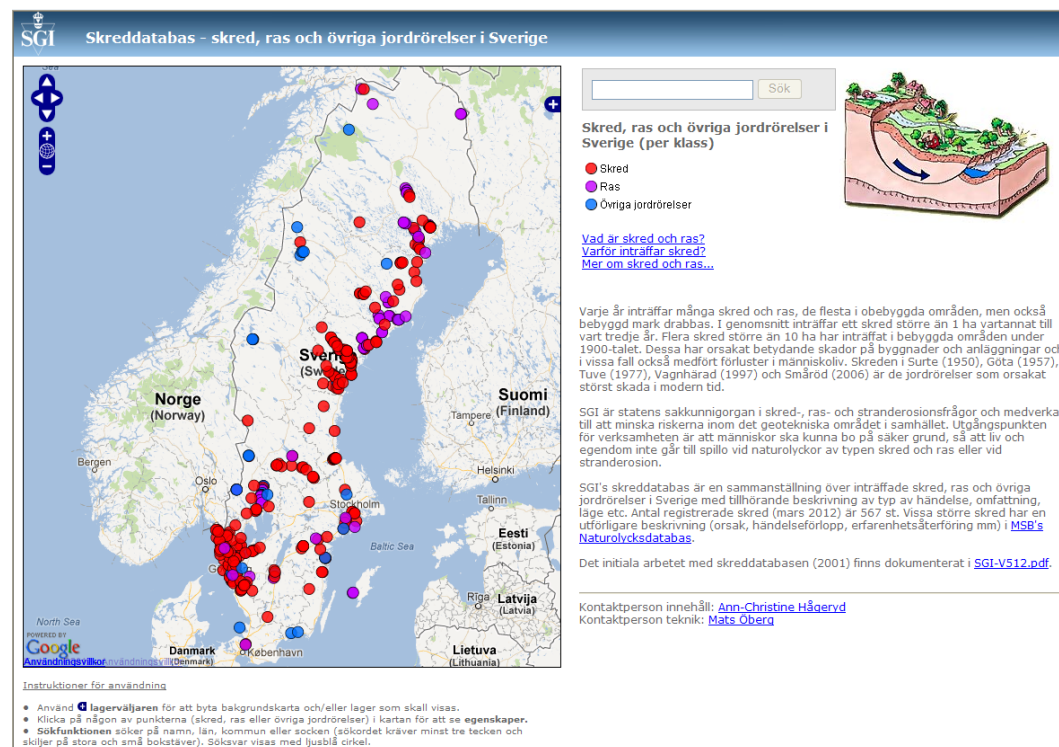 SGI
Skreddatabas - skred, ras och övriga jordrörelser i Sverige
Norge
(Norway)
Sverige
Suomi
(Finland)
Tampere
Bergen
Oslo
Helsinki
Stockholm
Tallinn
Eesti
(Estonia)
Baltic Sea
Rīga
Latvija
(Latvia)
North Sea
Danmark
(Denmark)
København
Lietuva
(Lithuania)
POWERED BY
Google
Användningsvillkor
Sök
Skred, ras och övriga jordrörelser i
Sverige (per klass)
Skred
Ras
Övriga jordrörelser
Vad är skred och ras?
Varför inträffar skred?
Mer om skred och ras...
Varje år inträffar många skred och ras, de flesta i obebyggda områden, men också
bebyggd mark drabbas. I genomsnitt inträffar ett skred större än 1 ha vartannat till
vart tredje år. Flera skred större än 10 ha har inträffat i bebyggda områden under
1900-talet. Dessa har orsakat betydande skador på byggnader och anläggningar och
i vissa fall också medfört förluster i människoliv. Skreden i Surte (1950), Göta (1957),
Tuve (1977), Vagnhärad (1997) och Småröd (2006) är de jordrörelser som orsakat
störst skada i modern tid.
SGI är statens sakkunnigorgan i skred-, ras- och stranderosionsfrågor och medverka
till att minska riskerna inom det geotekniska området i samhället. Utgångspunkten
för verksamheten är att människor ska kunna bo på säker grund, så att liv och
egendom inte går till spillo vid naturolyckor av typen skred och ras eller vid
stranderosion.
SGI's skreddatabas är en sammanställning över inträffade skred, ras och övriga
jordrörelser i Sverige med tillhörande beskrivning av typ av händelse, omfattning,
läge etc. Antal registrerade skred (mars 2012) är 567 st. Vissa större skred har en
utförligare beskrivning (orsak, händelseförlopp, erfarenhetsåterföring mm) i MSB's
Naturolycksdatabas.
Det initiala arbetet med skreddatabasen (2001) finns dokumenterat i SGI-V512.pdf.
Kontaktperson innehåll: Ann-Christine Hågeryd
Kontaktperson teknik: Mats Öberg
Instruktioner för användning
• Använd lagerväljaren för att byta bakgrundskarta och/eller lager som skall visas.
• Klicka på någon av punkterna (skred, ras eller övriga jordrörelser) i kartan för att se egenskaper.
• Sökfunktionen söker på namn, län, kommun eller socken (sökordet kräver minst tre tecken och
skiljer på stora och små bokstäver). Söksvar visas med ljusblå cirkel.